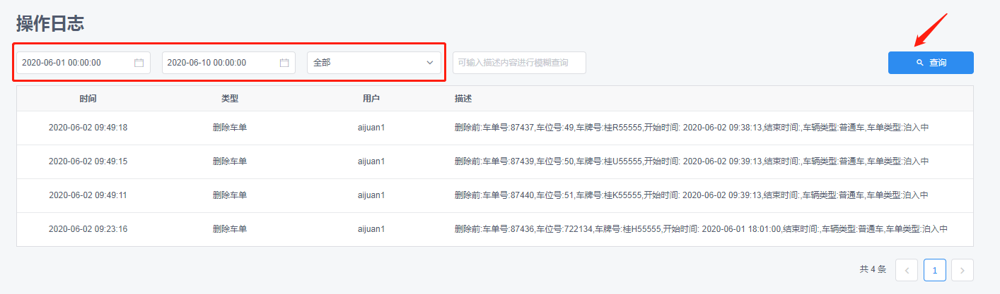 操作日志
2020-06-01 00:00:00 2020-06-10 00:00:00 全部 可输入描述内容进行模糊查询 查询
时间 类型 用户 描述
2020-06-02 09:49:18 删除车单 aijuan1 删除前:车单号:87437,车位号:49,车牌号:桂R55555,开始时间: 2020-06-02 09:38:13,结束时间:,车辆类型:普通车,车单类型:泊入中
2020-06-02 09:49:15 删除车单 aijuan1 删除前:车单号:87439,车位号:50,车牌号:桂U55555,开始时间: 2020-06-02 09:39:13,结束时间:,车辆类型:普通车,车单类型:泊入中
2020-06-02 09:49:11 删除车单 aijuan1 删除前:车单号:87440,车位号:51,车牌号:桂K55555,开始时间: 2020-06-02 09:39:13,结束时间:,车辆类型:普通车,车单类型:泊入中
2020-06-02 09:23:16 删除车单 aijuan1 删除前:车单号:87436,车位号:722134,车牌号:桂H55555,开始时间: 2020-06-01 18:01:00,结束时间:,车辆类型:普通车,车单类型:泊入中
共 4 条 1